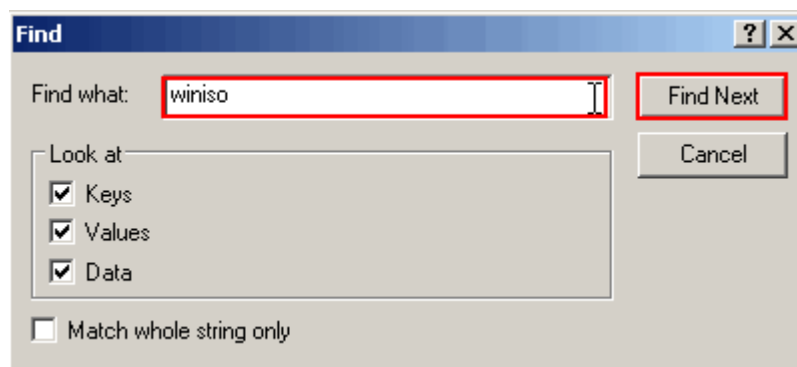 Find
Find what: winiso Find Next
Look at Cancel
Keys
Values
Data
Match whole string only